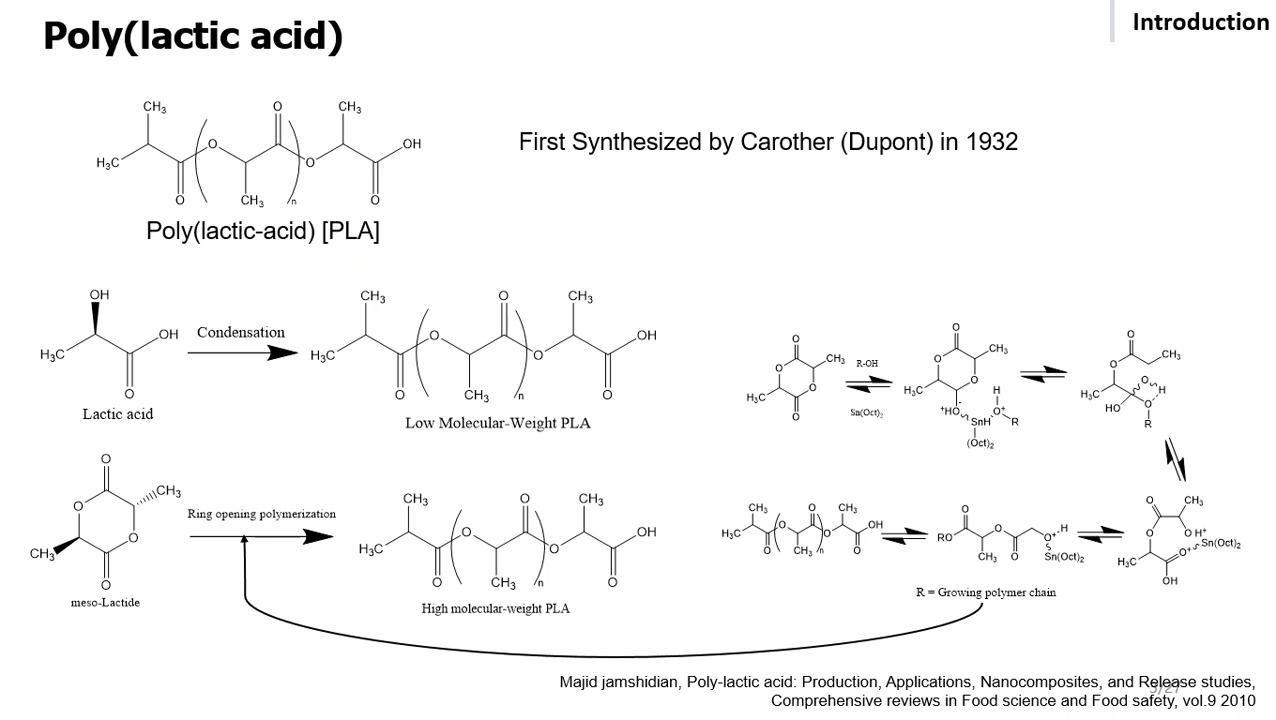 Poly(lactic acid)
Introduction
CH3 O CH3
H3C O O OH
O CH3 n O
Poly(lactic-acid) [PLA]
First Synthesized by Carother (Dupont) in 1932
OH
OH
H3C
O
Lactic acid
Condensation
CH3 O CH3
H3C O O OH
O CH3 n O
Low Molecular-Weight PLA
O
O CH3
CH3 O
O
meso-Lactide
Ring opening polymerization
CH3 O CH3
H3C O O OH
O CH3 n O
High molecular-weight PLA
O
O CH3
H3C O
O
R-OH
Sn(Oct)2
O
O CH3
H3C O
+HO- H
SnH O+ R
(Oct)2
O
O CH3
H3C O H
HO O
R
O CH3
O O H+
H3C O+ Sn(Oct)2
OH
O O H
RO O+
CH3 O Sn(Oct)2
R = Growing polymer chain
CH3 O CH3
H3C O O OH
O CH3 n O
Majid jamshidian, Poly-lactic acid: Production, Applications, Nanocomposites, and Release studies,
Comprehensive reviews in Food science and Food safety, vol.9 2010
3/27